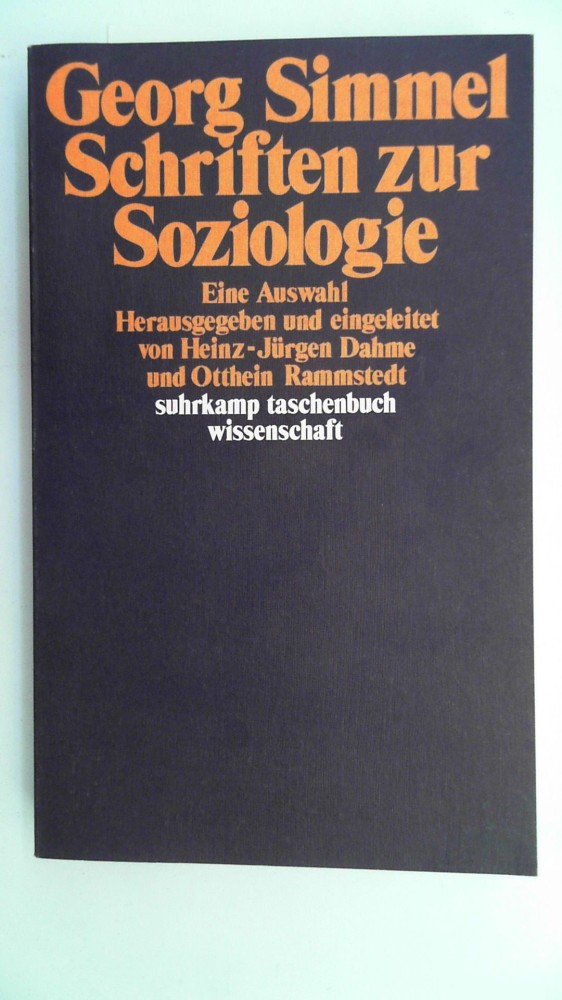 Georg Simmel
Schriften zur
Soziologie
Eine Auswahl
Herausgegeben und eingeleitet
von Heinz-Jürgen Dahme
und Otthein Rammstedt
suhrkamp taschenbuch
wissenschaft